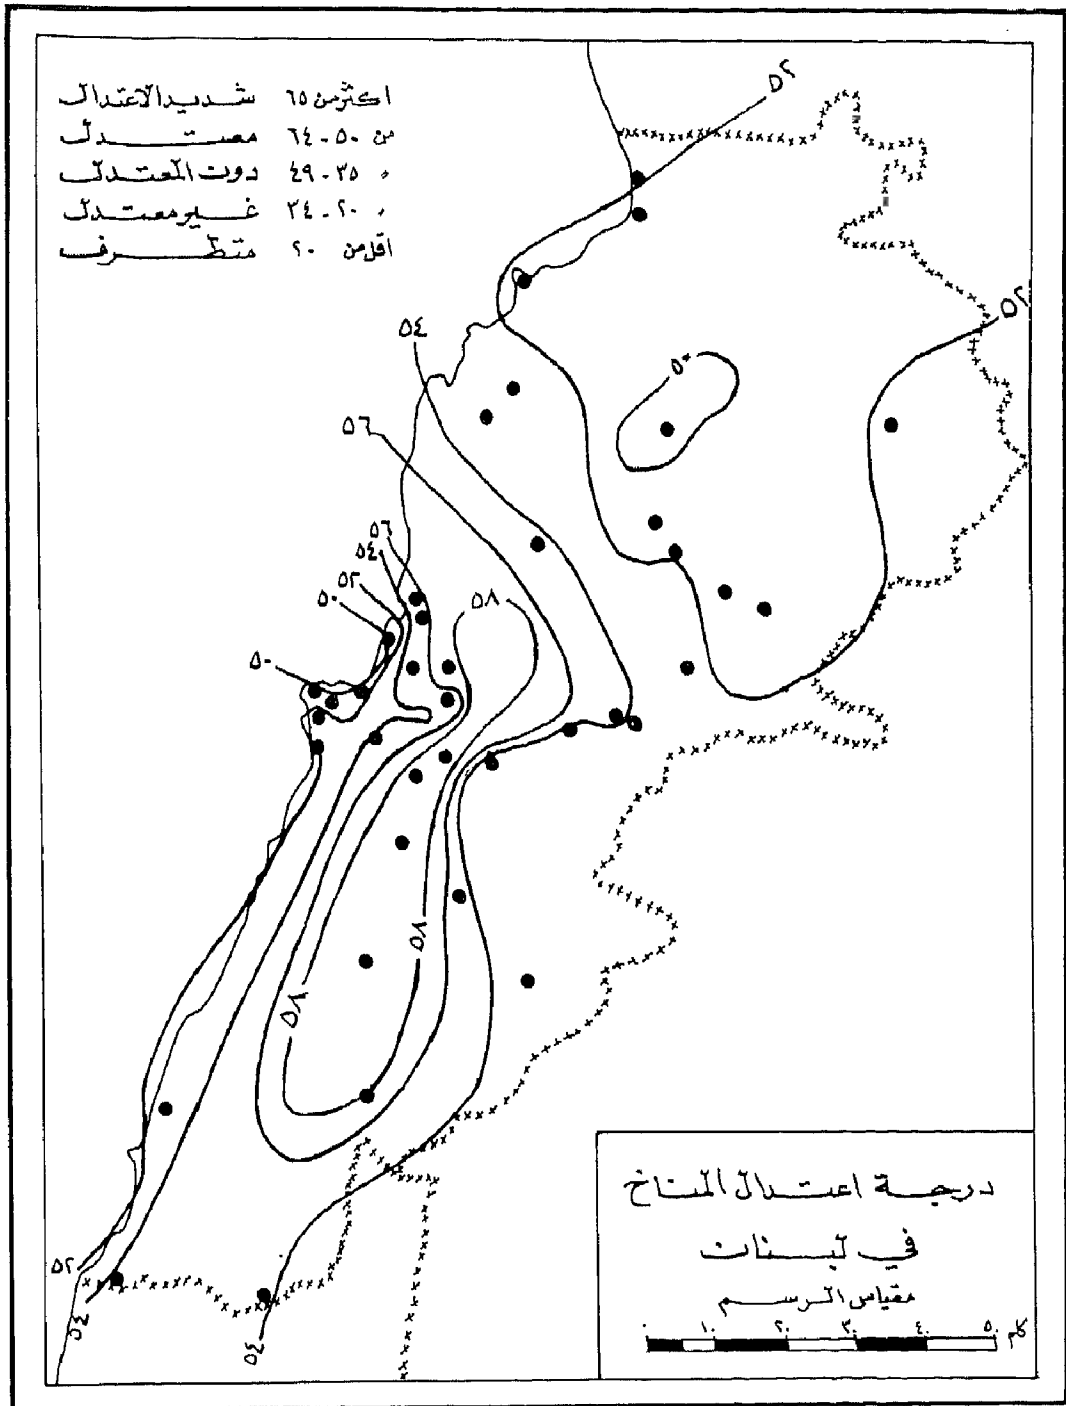 اكثر من ٦٥ شديد الاعتدال
من ٥٠ - ٦٤ معتدل
٣٥ - ٤٩ دون المعتدل
٢٠ - ٣٤ غير معتدل
اقل من ٢٠ متطرف
٥٢
٥٢
٥٤
٥٠
٥٦
٥٦
٥٤
٥٢
٥٠
٥٨
٥٠
٥٨
٥٨
٥٢
٥٤
٥٤
درجة اعتدال المناخ
في لبنان
مقياس الرسم
٠ ١٠ ٢٠ ٣٠ ٤٠ ٥٠ كلم